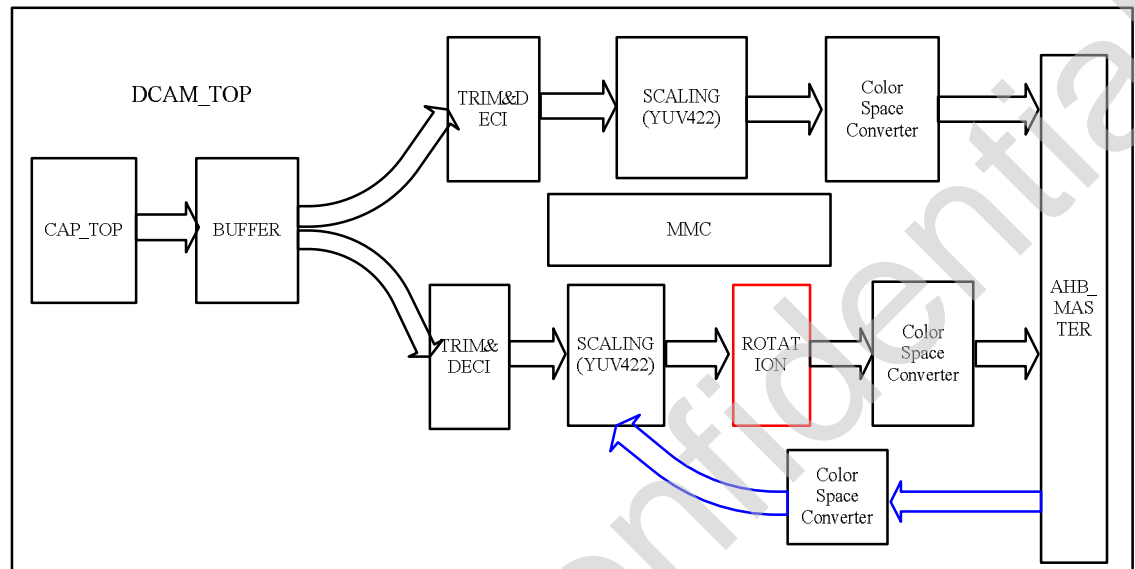 DCAM_TOP
CAP_TOP
BUFFER
TRIM&D
ECI
SCALING
(YUV422)
Color
Space
Converter
MMC
TRIM&
DECI
SCALING
(YUV422)
ROTAT
ION
Color
Space
Converter
Color
Space
Converter
AHB_
MAS
TER
onfidentia